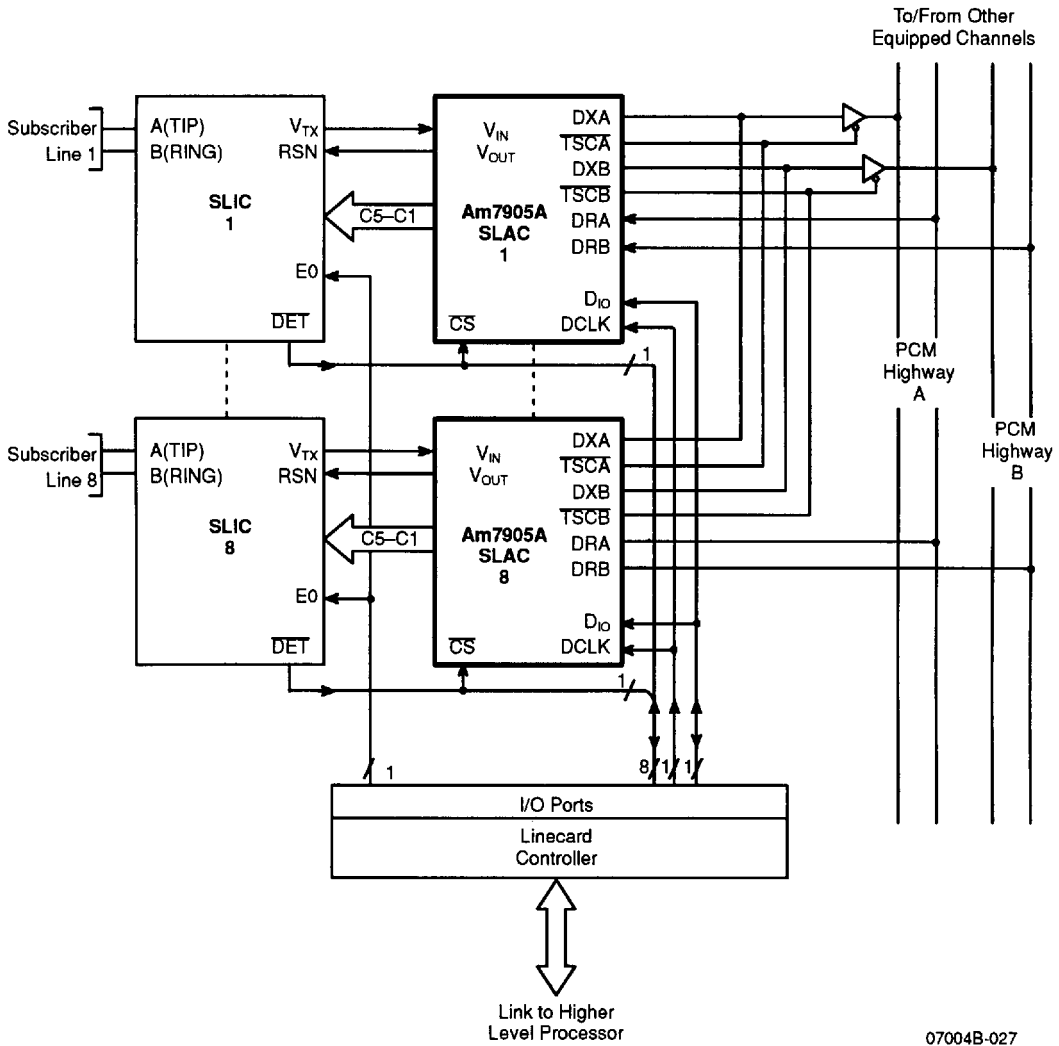 To/From Other
Equipped Channels
Subscriber
Line 1
A(TIP)
B(RING)
VTX
RSN
SLIC
1
E0
DET
C5–C1
VIN
VOUT
Am7905A
SLAC
1
CS
DXA
TSCA
DXB
TSCB
DRA
DRB
DIO
DCLK
1
PCM
Highway
A
PCM
Highway
B
Subscriber
Line 8
A(TIP)
B(RING)
VTX
RSN
SLIC
8
E0
DET
C5–C1
VIN
VOUT
Am7905A
SLAC
8
CS
DXA
TSCA
DXB
TSCB
DRA
DRB
DIO
DCLK
1
1
8
1
1
I/O Ports
Linecard
Controller
Link to Higher
Level Processor
07004B-027